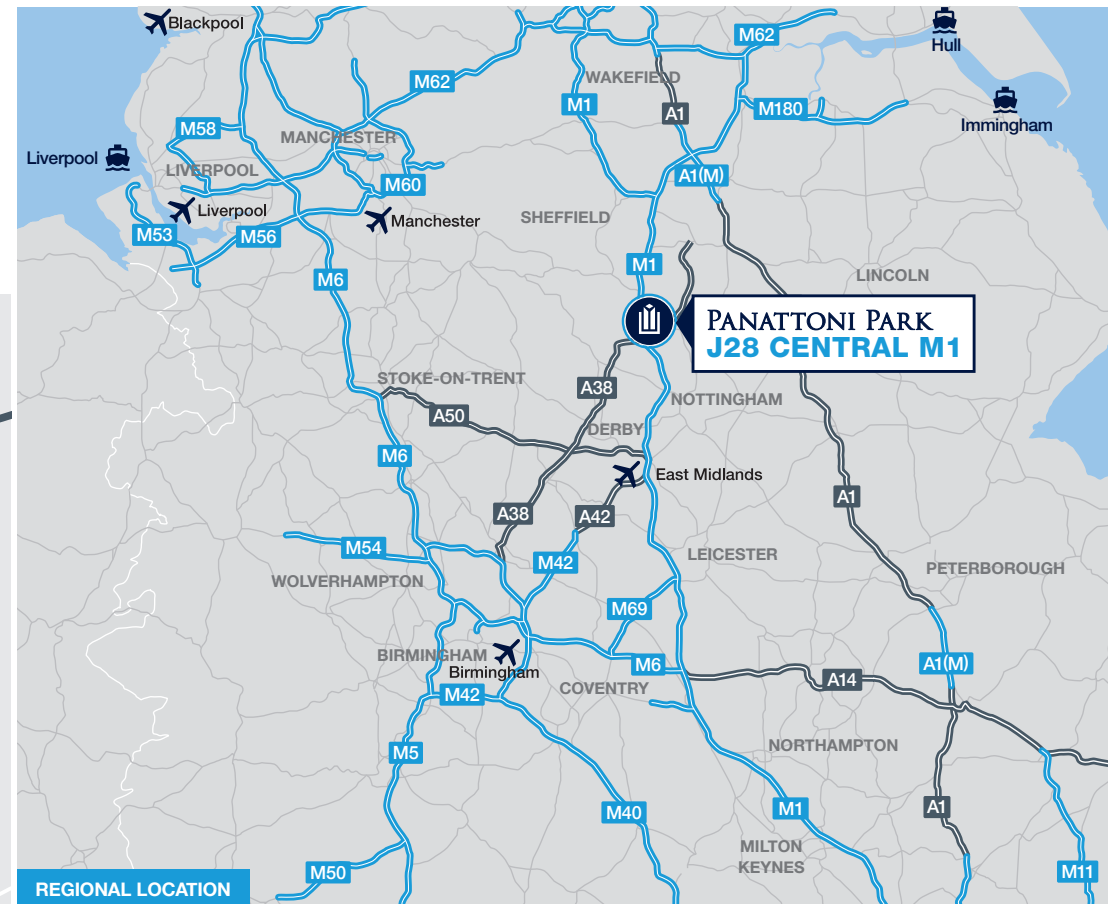 Blackpool
M62
Hull
M62
WAKEFIELD
M1
A1
M180
Immingham
M58
MANCHESTER
Liverpool
LIVERPOOL
M60
A1(M)
Liverpool
Manchester
SHEFFIELD
M53
M56
M1
LINCOLN
M6
PANATTONI PARK
J28 CENTRAL M1
STOKE-ON-TRENT
A38
NOTTINGHAM
A50
DERBY
M6
East Midlands
A1
A38
A42
M54
M42
LEICESTER
PETERBOROUGH
WOLVERHAMPTON
M69
BIRMINGHAM
Birmingham
M6
A1(M)
A14
COVENTRY
M42
M5
NORTHAMPTON
M40
M1
A1
MILTON
KEYNES
M50
M11
REGIONAL LOCATION